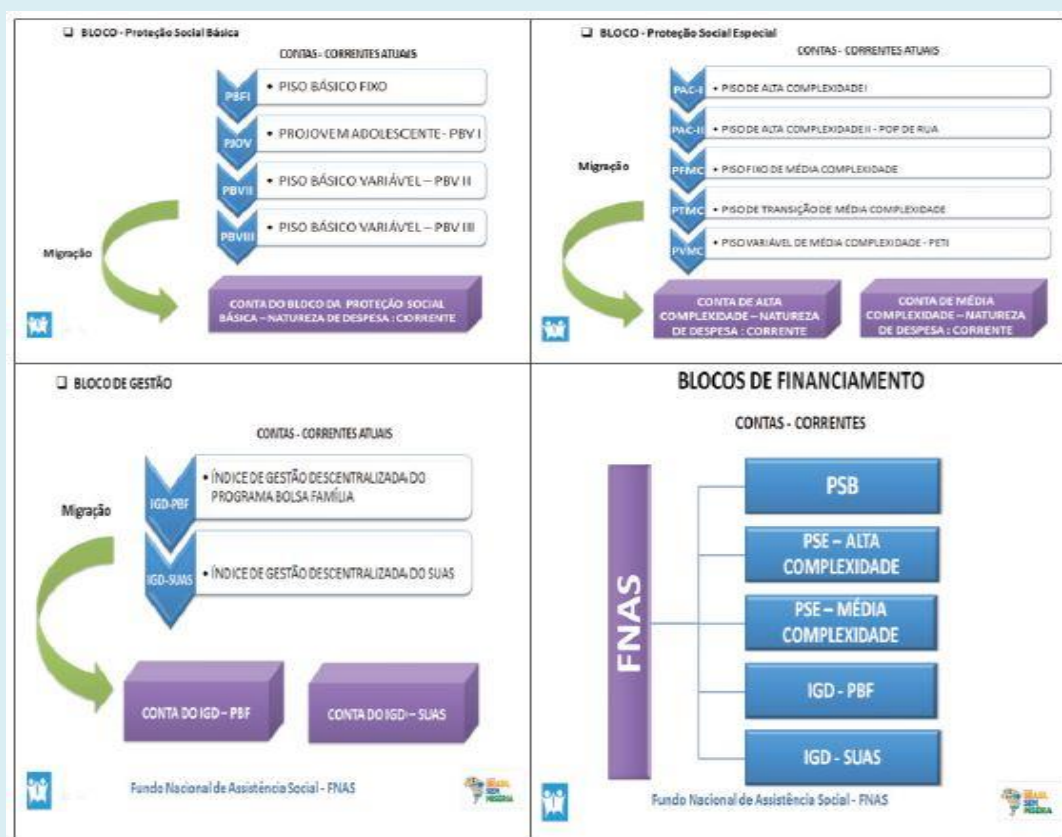 ❑ BLOCO - Proteção Social Básica
CONTAS - CORRENTES ATUAIS
PBFI
• PISO BÁSICO FIXO
PJOV
• PROJOVEM ADOLESCENTE - PBV I
PBVII
• PISO BÁSICO VARIÁVEL – PBV II
PBVIII
• PISO BÁSICO VARIÁVEL – PBV III
Migração
CONTA DO BLOCO DA PROTEÇÃO SOCIAL
BÁSICA – NATUREZA DE DESPESA : CIORRENTE
❑ BLOCO - Proteção Social Especial
CONTAS - CORRENTES ATUAIS
PAC-I
• PISO DE ALTA COMPLEXIDADE I
PAC-II
• PISO DE ALTA COMPLEXIDADE II - POP DE RUA
Migração
PFMC
• PISO FIXO DE MÉDIA COMPLEXIDADE
PTMC
• PISO DE TRANSIÇÃO DE MÉDIA COMPLEXIDADE
PVMC
• PISO VARIÁVEL DE MÉDIA COMPLEXIDADE - PETI
CONTA DE ALTA
COMPLEXIDADE – NATUREZA
DE DESPESA : CORRENTE
CONTA DE MÉDIA
COMPLEXIDADE – NATUREZA
DE DESPESA : CORRENTE
❑ BLOCO DE GESTÃO
CONTAS - CORRENTES ATUAIS
Migração
IGD-PBF
• ÍNDICE DE GESTÃO DESCENTRALIZADA DO
PROGRAMA BOLSA FAMÍLIA
IGD-SUAS
• ÍNDICE DE GESTÃO DESCENTRALIZADA DO SUAS
CONTA DO IGD – PBF
CONTA DO IGD – SUAS
Fundo Nacional de Assistência Social - FNAS
BRASIL
SEM
MISÉRIA
BLOCOS DE FINANCIAMENTO
CONTAS - CORRENTES
FNAS
PSB
PSE – ALTA
COMPLEXIDADE
PSE – MÉDIA
COMPLEXIDADE
IGD - PBF
IGD - SUAS
Fundo Nacional de Assistência Social - FNAS
BRASIL
SEM
MISÉRIA